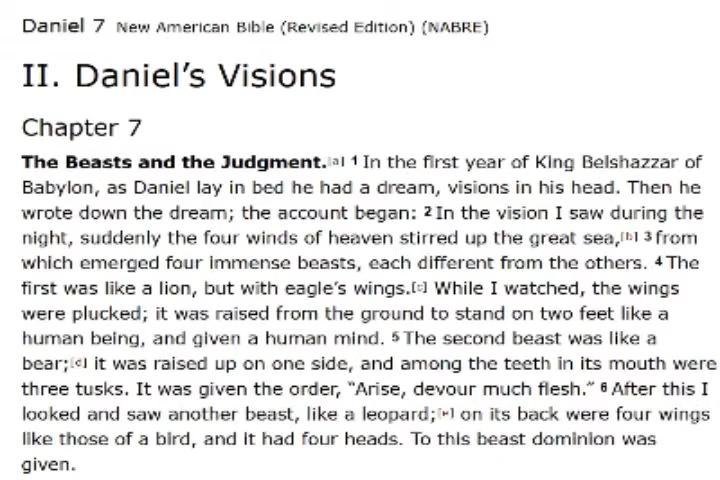 Daniel 7 New American Bible (Revised Edition) (NABRE)
II. Daniel’s Visions
Chapter 7
The Beasts and the Judgment.[a] 1 In the first year of King Belshazzar of
Babylon, as Daniel lay in bed he had a dream, visions in his head. Then he
wrote down the dream; the account began: 2 In the vision I saw during the
night, suddenly the four winds of heaven stirred up the great sea,[b] 3 from
which emerged four immense beasts, each different from the others. 4 The
first was like a lion, but with eagle’s wings.[c] While I watched, the wings
were plucked; it was raised from the ground to stand on two feet like a
human being, and given a human mind. 5 The second beast was like a
bear;[d] it was raised up on one side, and among the teeth in its mouth were
three tusks. It was given the order, “Arise, devour much flesh.” 6 After this I
looked and saw another beast, like a leopard;[e] on its back were four wings
like those of a bird, and it had four heads. To this beast dominion was
given.